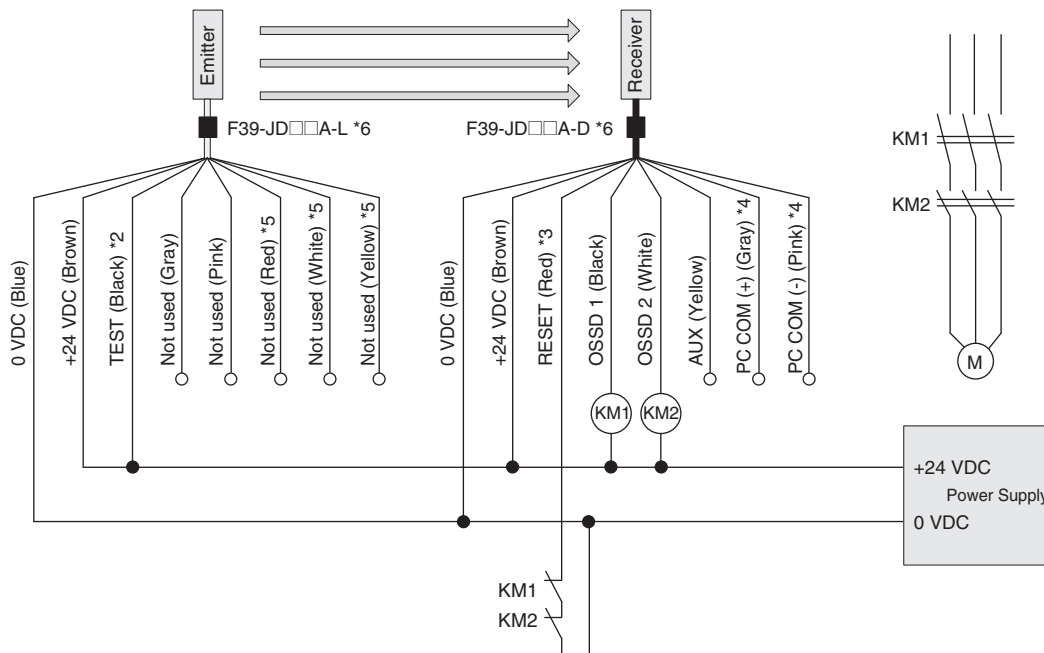 Emitter
Receiver
F39-JD□□A-L *6
F39-JD□□A-D *6
KM1
KM2
M
0 VDC (Blue)
+24 VDC (Brown)
TEST (Black) *2
Not used (Gray)
Not used (Pink)
Not used (Red) *5
Not used (White) *5
Not used (Yellow) *5
0 VDC (Blue)
+24 VDC (Brown)
RESET (Red) *3
OSSD 1 (Black)
OSSD 2 (White)
AUX (Yellow)
PC COM (+) (Gray) *4
PC COM (-) (Pink) *4
KM1
KM2
+24 VDC
Power Supply
0 VDC
KM1
KM2